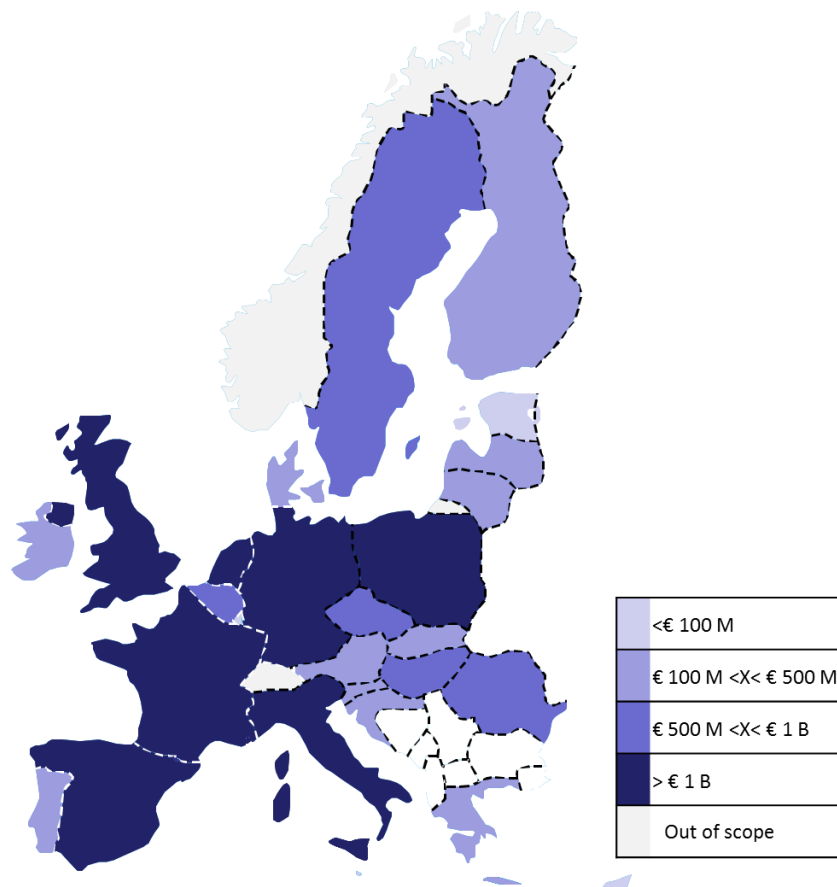 <€ 100 M
€ 100 M <X< € 500 M
€ 500 M <X< € 1 B
> € 1 B
Out of scope